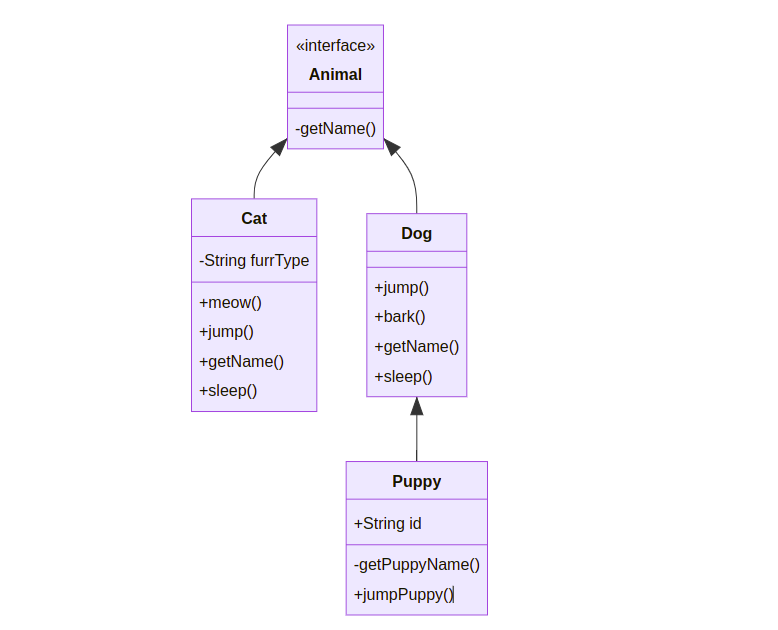 «interface»
Animal
-getName()
Cat
-String furrType
+meow()
+jump()
+getName()
+sleep()
Dog
+jump()
+bark()
+getName()
+sleep()
Puppy
+String id
-getPuppyName()
+jumpPuppy()